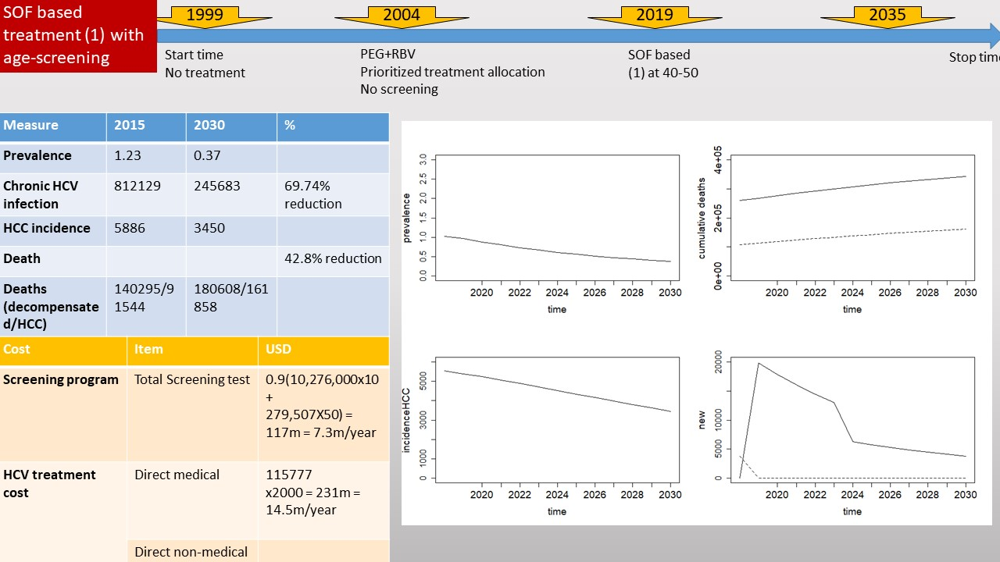 SOF based
treatment (1) with
age-screening
1999
2004
2019
2035
Start time
No treatment
PEG+RBV
Prioritized treatment allocation
No screening
SOF based
(1) at 40-50
Stop time
Measure 2015 2030 %
Prevalence 1.23 0.37
Chronic HCV
infection
812129 245683 69.74%
reduction
HCC incidence 5886 3450
Death 42.8% reduction
Deaths
(decompensate
d/HCC)
140295/9
1544
180608/161
858
Cost Item USD
Screening program Total Screening test 0.9(10,276,000x10
+
279,507X50) =
117m = 7.3m/year
HCV treatment
cost
Direct medical 115777
x2000 = 231m =
14.5m/year
Direct non-medical
prevalence
0.0 0.5 1.0 1.5 2.0 2.5 3.0
2020 2022 2024 2026 2028 2030
time
cumulative deaths
0e+00 2e+05 4e+05
2020 2022 2024 2026 2028 2030
time
incidenceHCC
0 1000 3000 5000
2020 2022 2024 2026 2028 2030
time
new
0 5000 10000 20000
2020 2022 2024 2026 2028 2030
time